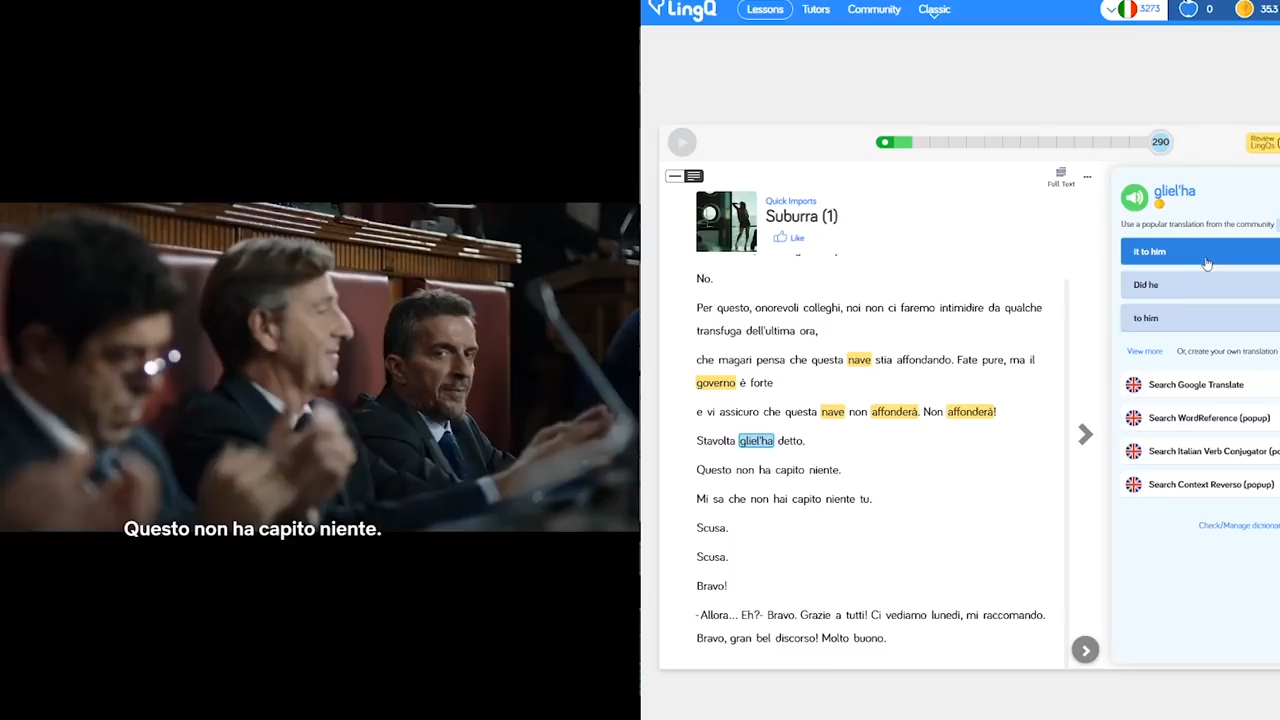 Questo non ha capito niente.
LingQ
Lessons
Tutors
Community
Classic
3273
0
353
290
Review
LingQs (
Full Text
...
Quick Imports
Suburra (1)
Like
No.
Per questo, onorevoli colleghi, noi non ci faremo intimidire da qualche
transfuga dell'ultima ora,
che magari pensa che questa nave stia affondando. Fate pure, ma il
governo è forte
e vi assicuro che questa nave non affonderà. Non affonderà!
Stavolta gliel'ha detto.
Questo non ha capito niente.
Mi sa che non hai capito niente tu.
Scusa.
Scusa.
Bravo!
-Allora... Eh?- Bravo. Grazie a tutti! Ci vediamo lunedì, mi raccomando.
Bravo, gran bel discorso! Molto buono.
gliel'ha
Use a popular translation from the community
it to him
Did he
to him
View more
Or, create your own translation
Search Google Translate
Search WordReference (popup)
Search Italian Verb Conjugator (po
Search Context Reverso (popup)
Check/Manage dictionar